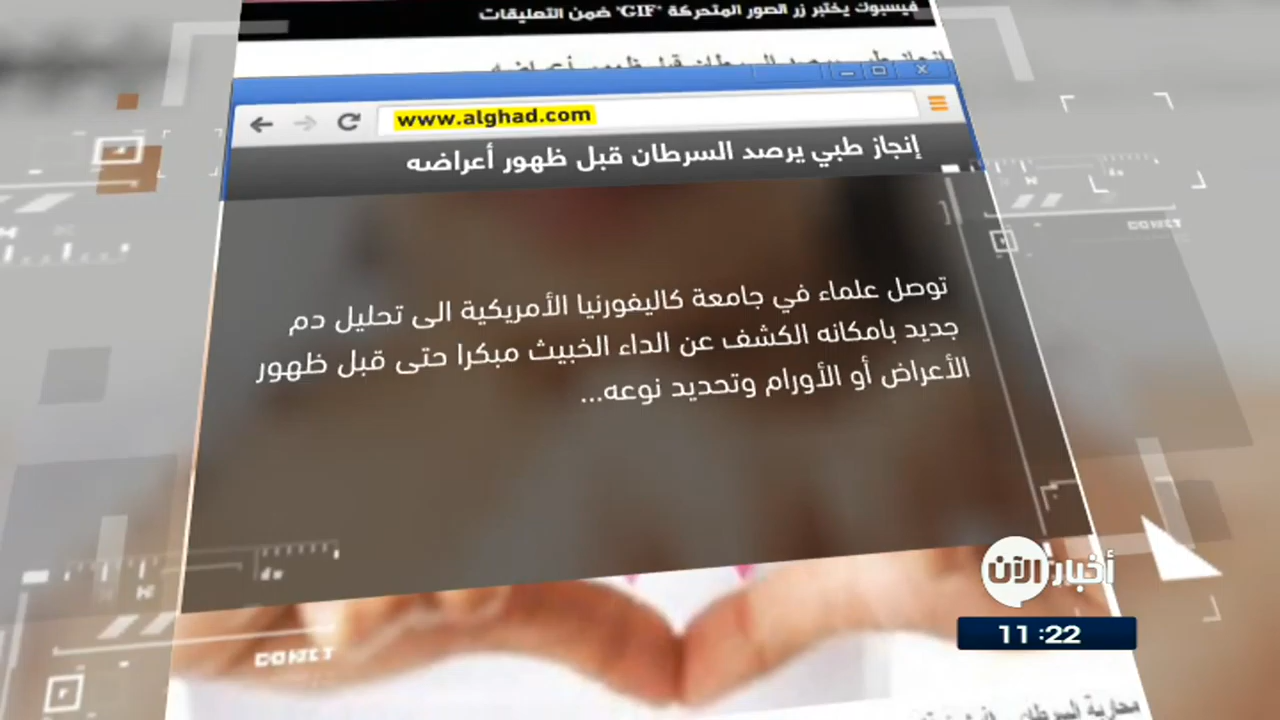 فيسبوك يختبر زر الصور المتحركة "GIF" ضمن التعليقات
www.alghad.com
إنجاز طبي يرصد السرطان قبل ظهور أعراضه
توصل علماء في جامعة كاليفورنيا الأمريكية الى تحليل دم
جديد بامكانه الكشف عن الداء الخبيث مبكرا حتى قبل ظهور
الأعراض أو الأورام وتحديد نوعه...
أخبار الآن
11:22